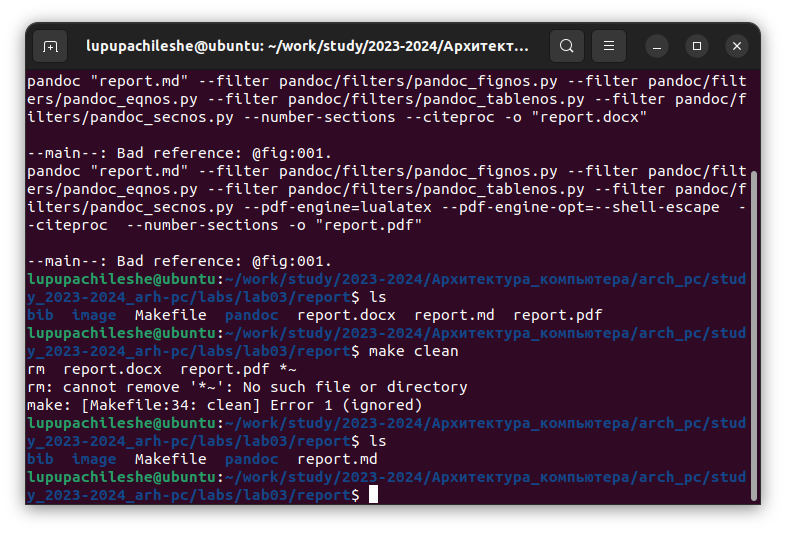 lupupachileshe@ubuntu: ~/work/study/2023-2024/Архитект…
pandoc "report.md" --filter pandoc/filters/pandoc_fignos.py --filter pandoc/filt
ers/pandoc_eqnos.py --filter pandoc/filters/pandoc_tablenos.py --filter pandoc/f
ilters/pandoc_secnos.py --number-sections --citeproc -o "report.docx"
--main--: Bad reference: @fig:001.
pandoc "report.md" --filter pandoc/filters/pandoc_fignos.py --filter pandoc/filt
ers/pandoc_eqnos.py --filter pandoc/filters/pandoc_tablenos.py --filter pandoc/f
ilters/pandoc_secnos.py --pdf-engine=lualatex --pdf-engine-opt=--shell-escape  -
-citeproc  --number-sections -o "report.pdf"
--main--: Bad reference: @fig:001.
lupupachileshe@ubuntu:~/work/study/2023-2024/Архитектура_компьютера/arch_pc/stud
y_2023-2024_arh-pc/labs/lab03/report$ ls
bib  image  Makefile  pandoc  report.docx  report.md  report.pdf
lupupachileshe@ubuntu:~/work/study/2023-2024/Архитектура_компьютера/arch_pc/stud
y_2023-2024_arh-pc/labs/lab03/report$ make clean
rm  report.docx  report.pdf *~
rm: cannot remove '*~': No such file or directory
make: [Makefile:34: clean] Error 1 (ignored)
lupupachileshe@ubuntu:~/work/study/2023-2024/Архитектура_компьютера/arch_pc/stud
y_2023-2024_arh-pc/labs/lab03/report$ ls
bib  image  Makefile  pandoc  report.md
lupupachileshe@ubuntu:~/work/study/2023-2024/Архитектура_компьютера/arch_pc/stud
y_2023-2024_arh-pc/labs/lab03/report$